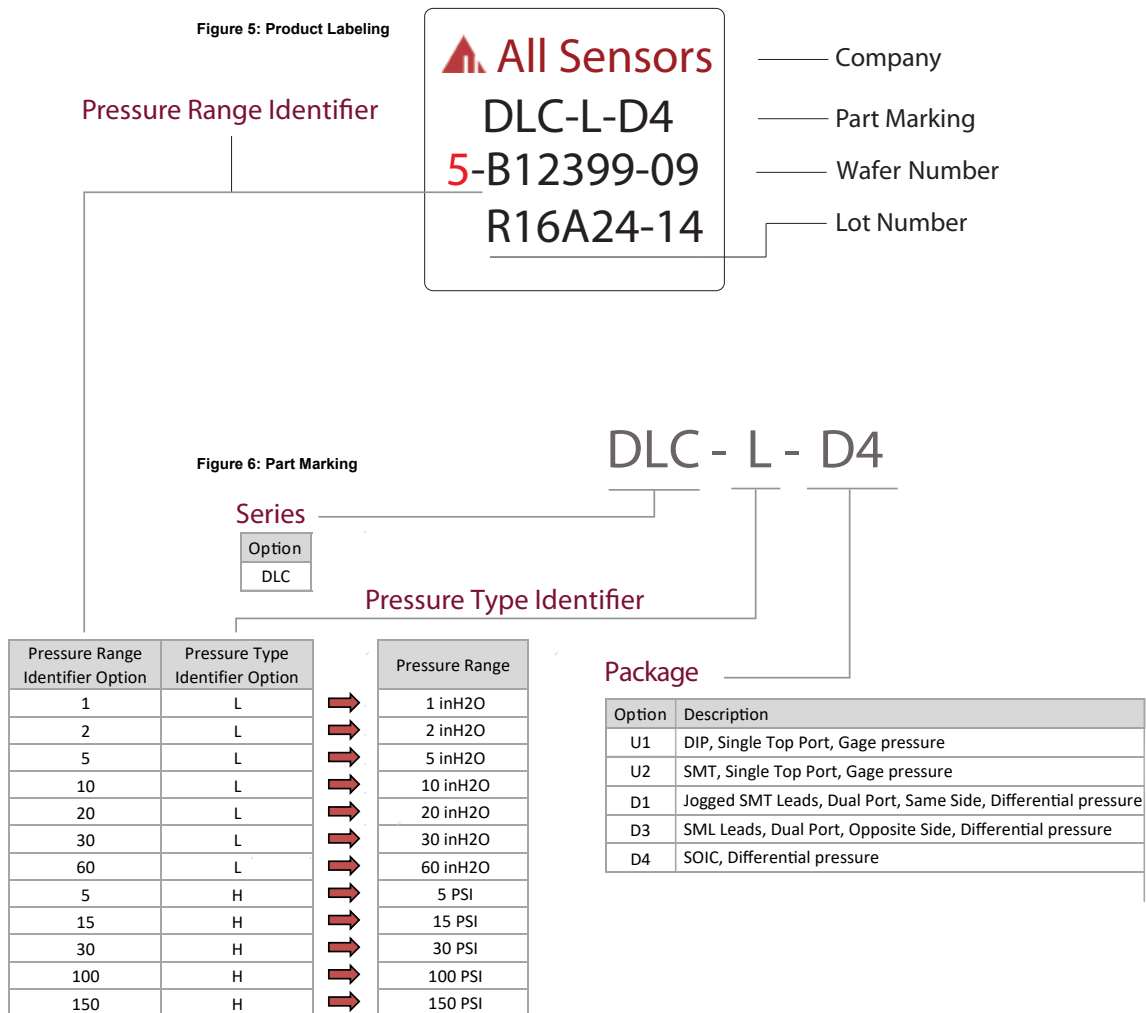 Figure 5: Product Labeling
All Sensors
Company
Pressure Range Identifier
DLC-L-D4
Part Marking
5-B12399-09
Wafer Number
R16A24-14
Lot Number
DLC - L - D4
Figure 6: Part Marking
Series
Option
DLC
Pressure Type Identifier
Pressure Range Identifier Option
Pressure Type Identifier Option
Pressure Range
1 L 1 inH2O
2 L 2 inH2O
5 L 5 inH2O
10 L 10 inH2O
20 L 20 inH2O
30 L 30 inH2O
60 L 60 inH2O
5 H 5 PSI
15 H 15 PSI
30 H 30 PSI
100 H 100 PSI
150 H 150 PSI
Package
Option Description
U1 DIP, Single Top Port, Gage pressure
U2 SMT, Single Top Port, Gage pressure
D1 Jogged SMT Leads, Dual Port, Same Side, Differential pressure
D3 SML Leads, Dual Port, Opposite Side, Differential pressure
D4 SOIC, Differential pressure